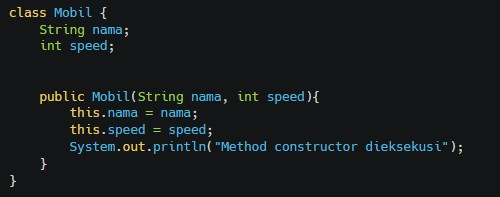 class Mobil {
    String nama;
    int speed;
    public Mobil(String nama, int speed){
        this.nama = nama;
        this.speed = speed;
        System.out.println("Method constructor dieksekusi");
    }
}